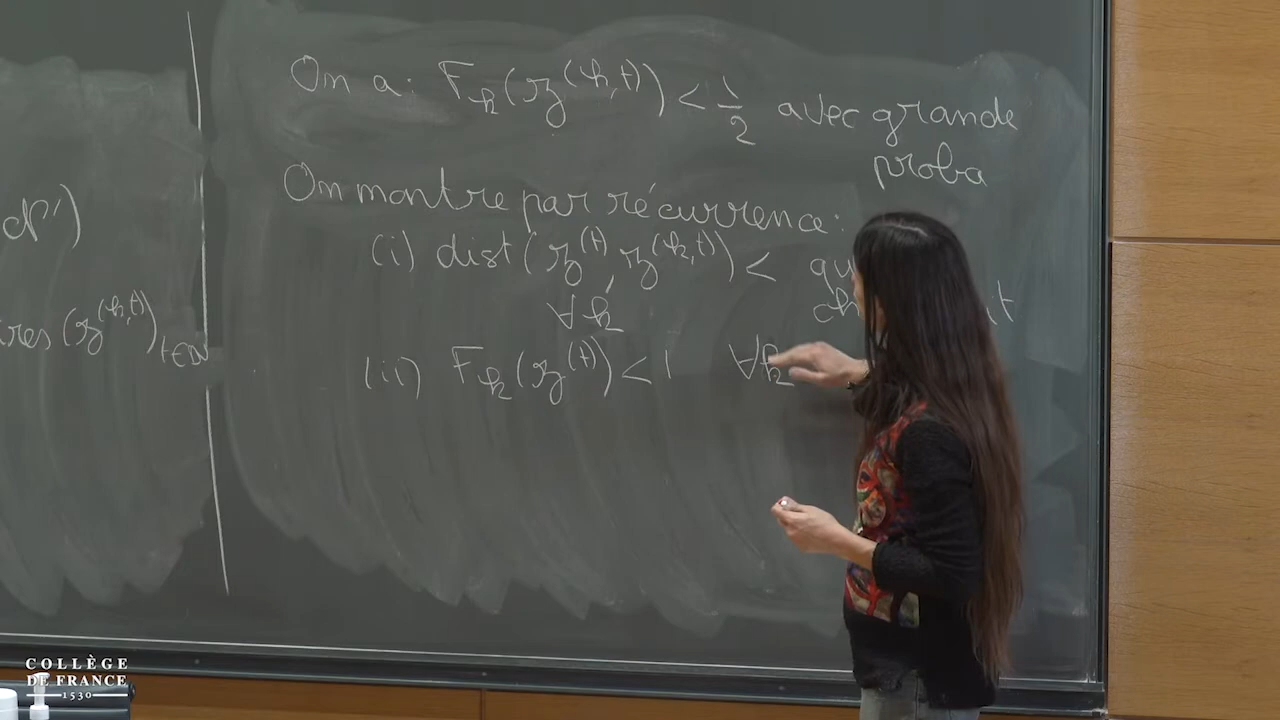 d')
res (z^(k,t))_{t∈ℕ}
On a : F_k(z^(k,t)) < 1/2 avec grande
proba
On montre par récurrence :
(i) dist(z^(t), z^(k,t)) <
∀k
(ii) F_k(z^(t)) < 1 ∀k
COLLÈGE
DE FRANCE
1530